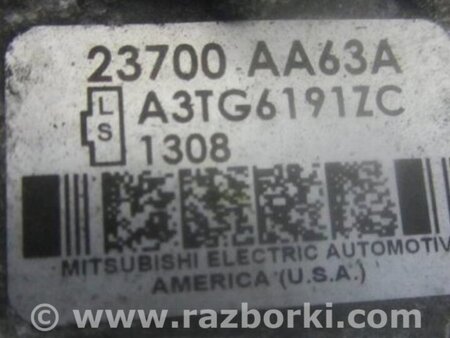 23700 AA63A
L
S
A3TG6191ZC
1308
MITSUBISHI ELECTRIC AUTOMOTIV
AMERICA (U.S.A.)
© www.razborki.com